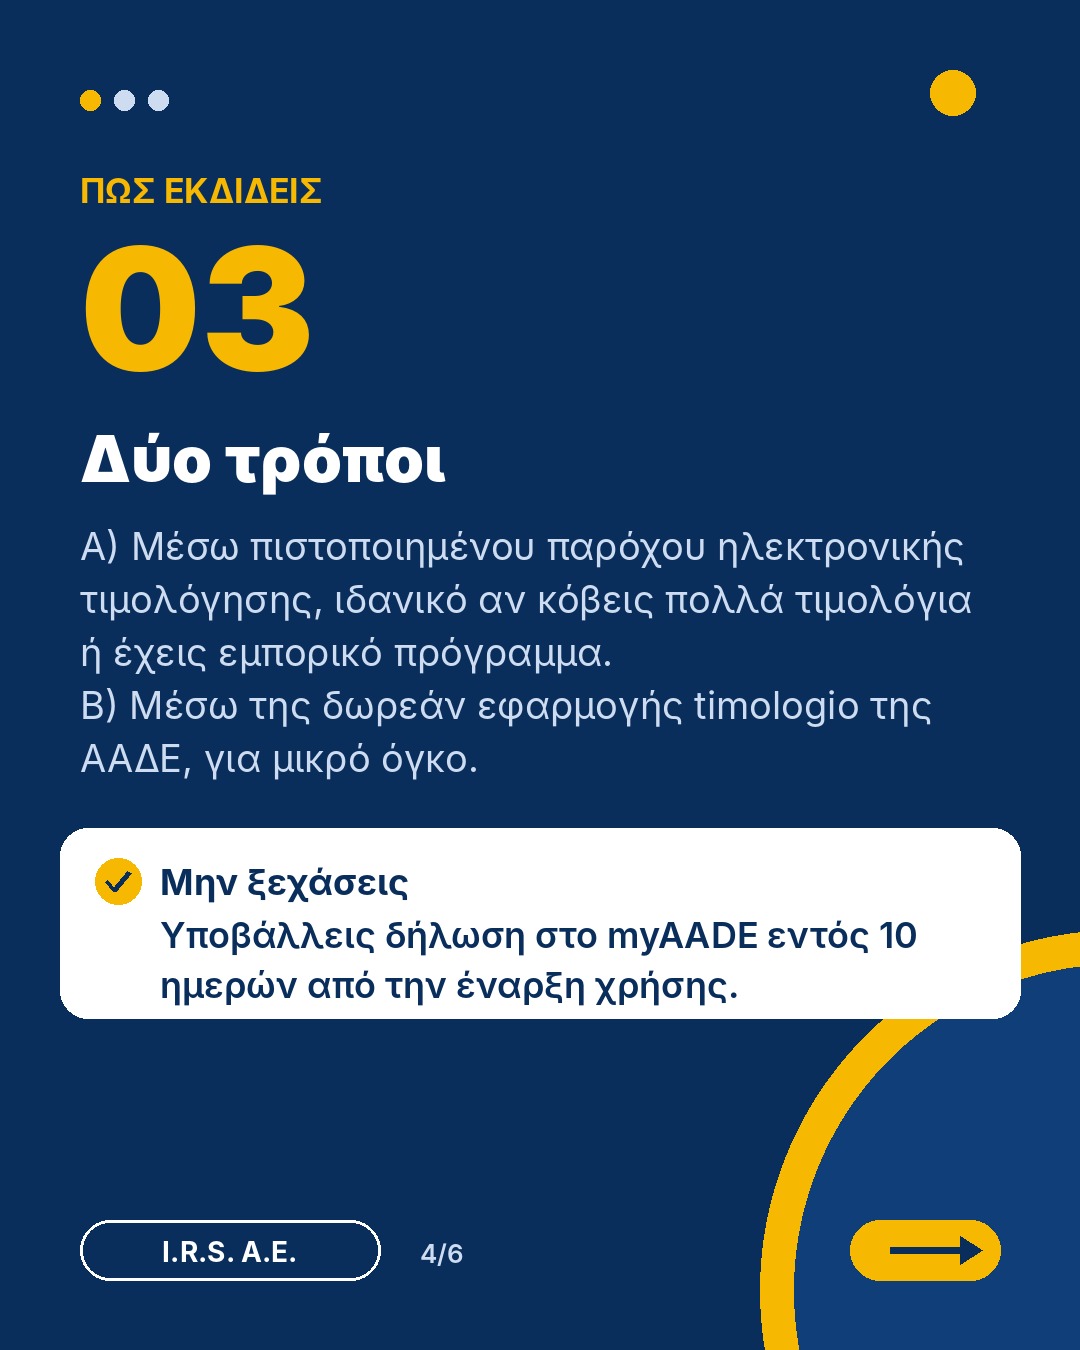 ΠΩΣ ΕΚΔΙΔΕΙΣ
03
Δύο τρόποι
Α) Μέσω πιστοποιημένου παρόχου ηλεκτρονικής
τιμολόγησης, ιδανικό αν κόβεις πολλά τιμολόγια
ή έχεις εμπορικό πρόγραμμα.
Β) Μέσω της δωρεάν εφαρμογής timologio της
ΑΑΔΕ, για μικρό όγκο.
Μην ξεχάσεις
Υποβάλλεις δήλωση στο myAADE εντός 10
ημερών από την έναρξη χρήσης.
I.R.S. A.E.
4/6